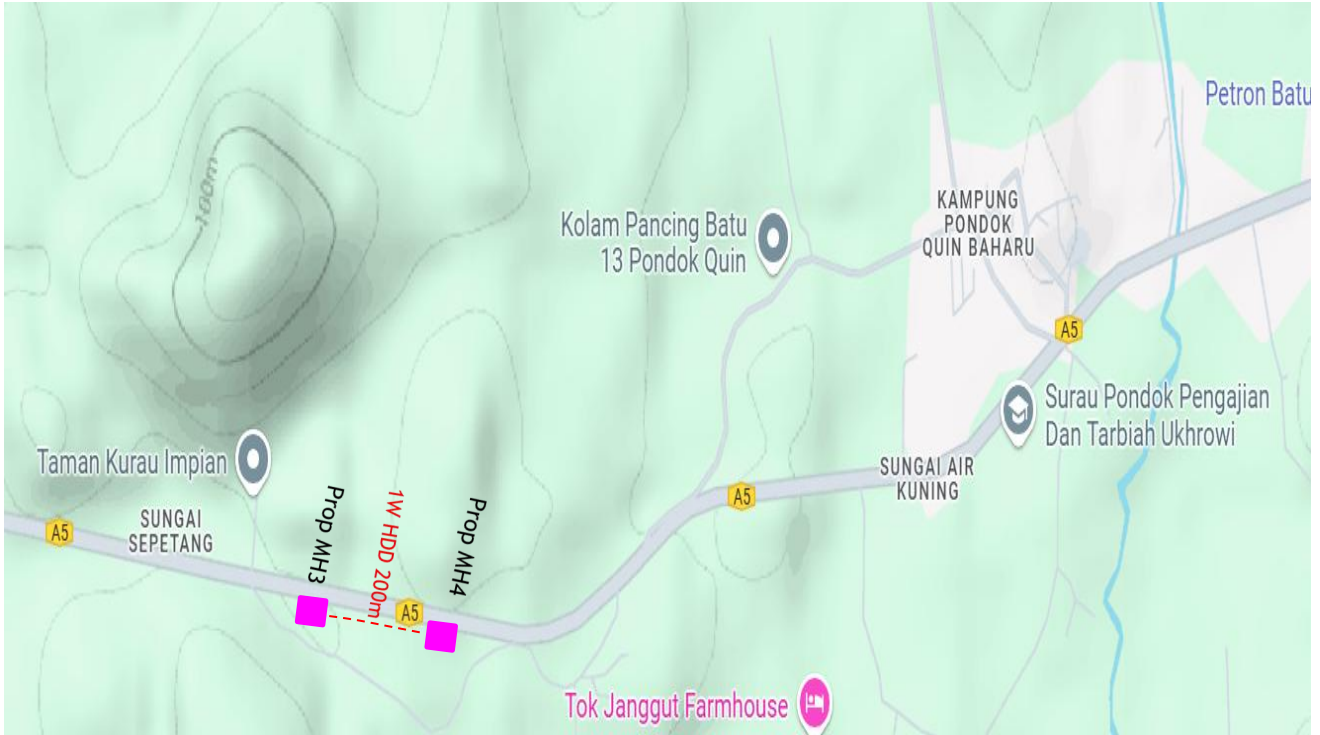 Petron Batu
100m
KAMPUNG
PONDOK
QUIN BAHARU
Kolam Pancing Batu
13 Pondok Quin
A5
Surau Pondok Pengajian
Dan Tarbiah Ukhrowi
Taman Kurau Impian
SUNGAI AIR
KUNING
A5
SUNGAI
SEPETANG
A5
Prop MH3
1W HDD 200m
Prop MH4
A5
Tok Janggut Farmhouse